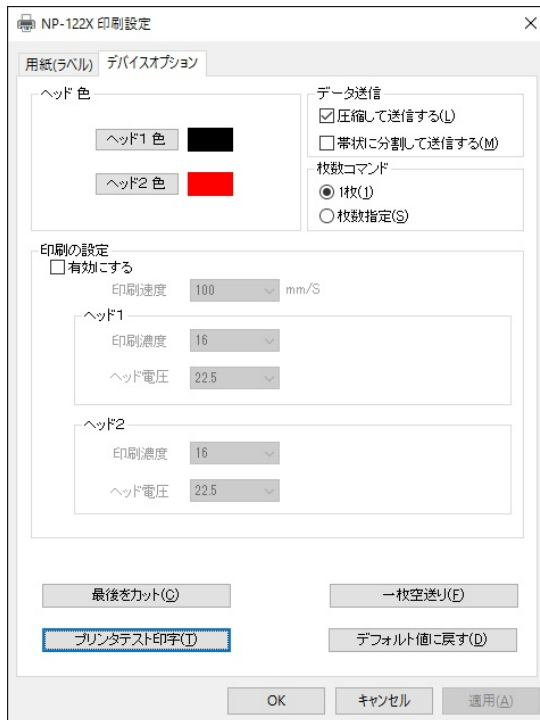 NP-122X 印刷設定
用紙(ラベル) デバイスオプション
ヘッド 色
ヘッド1 色
ヘッド2 色
データ送信
圧縮して送信する(L)
帯状に分割して送信する(M)
枚数コマンド
1枚(1)
枚数指定(S)
印刷の設定
有効にする
印刷速度 100 mm/S
ヘッド1
印刷濃度 16
ヘッド電圧 22.5
ヘッド2
印刷濃度 16
ヘッド電圧 22.5
最後をカット(C) 一枚空送り(F)
プリンタテスト印字(T) デフォルト値に戻す(D)
OK キャンセル 適用(A)